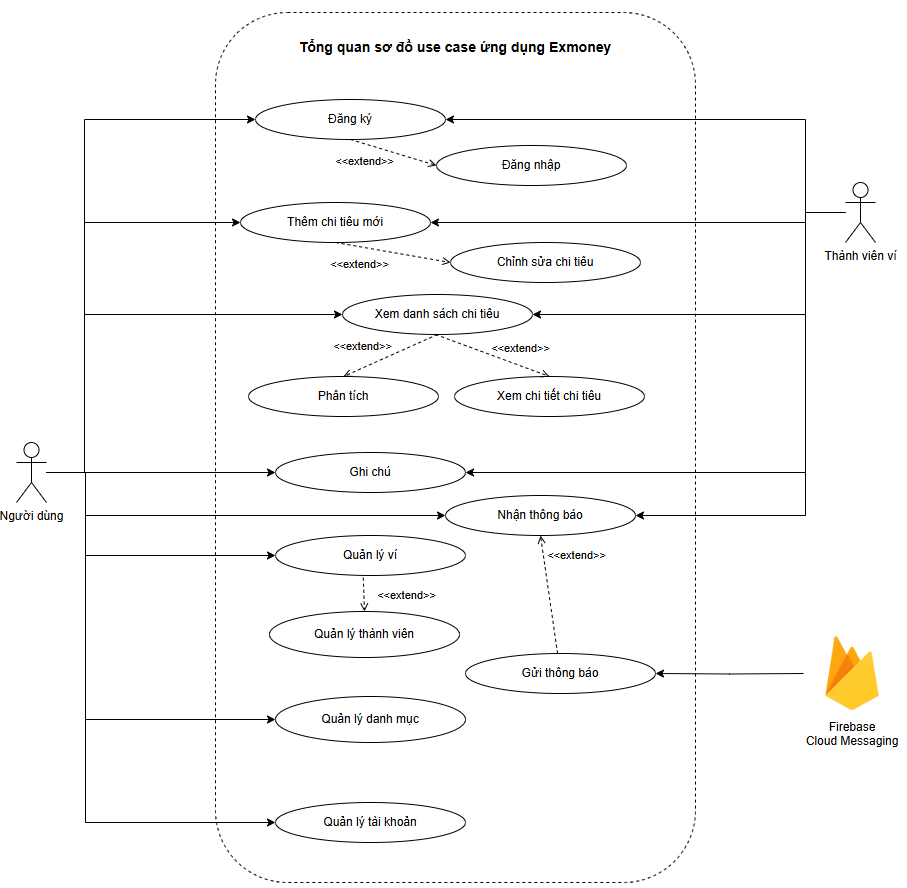 Tổng quan sơ đồ use case ứng dụng Exmoney
Đăng ký
<<extend>>
Đăng nhập
Thêm chi tiêu mới
Thành viên ví
<<extend>>
Chỉnh sửa chi tiêu
Xem danh sách chi tiêu
<<extend>>
<<extend>>
Phân tích
Xem chi tiết chi tiêu
Ghi chú
Người dùng
Nhận thông báo
Quản lý ví
<<extend>>
<<extend>>
Quản lý thành viên
Gửi thông báo
Quản lý danh mục
Firebase
Cloud Messaging
Quản lý tài khoản